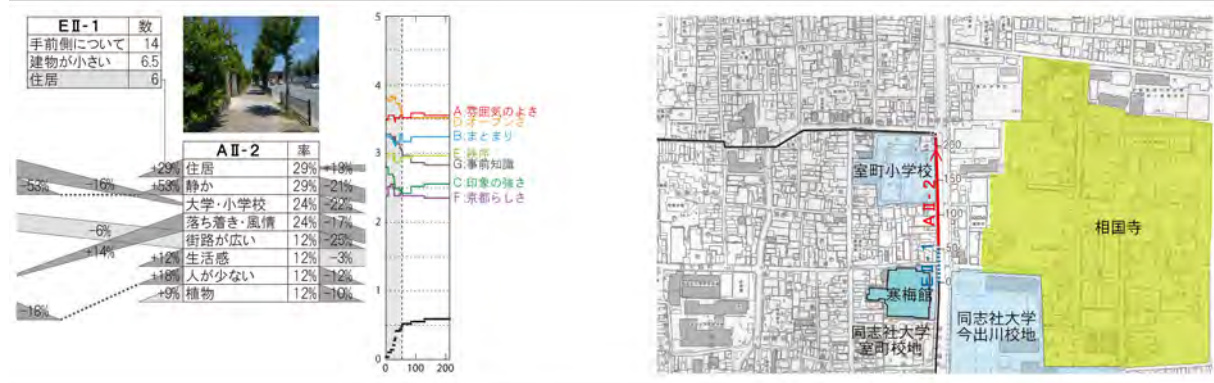 EⅡ-1 数
手前側について 14
建物が小さい 6.5
住居 6
AⅡ-2 率
+29% 住居 29% +13%
+53% 静か 29% -21%
大学・小学校 24% -22%
落ち着き・風情 24% -17%
街路が広い 12% -25%
+12% 生活感 12% -3%
+18% 人が少ない 12% -12%
+9% 植物 12% -10%
-53%
-16%
-6%
+14%
-18%
5
4
3
2
1
0
0 100 200
A:雰囲気のよさ
D:オープンさ
B:まとまり
G:事前知識
C:印象の強さ
F:京都らしさ
室町小学校
200
150
100
50
0
AⅡ-2
EⅡ-1
相国寺
寒梅館
同志社大学
室町校地
同志社大学
今出川校地